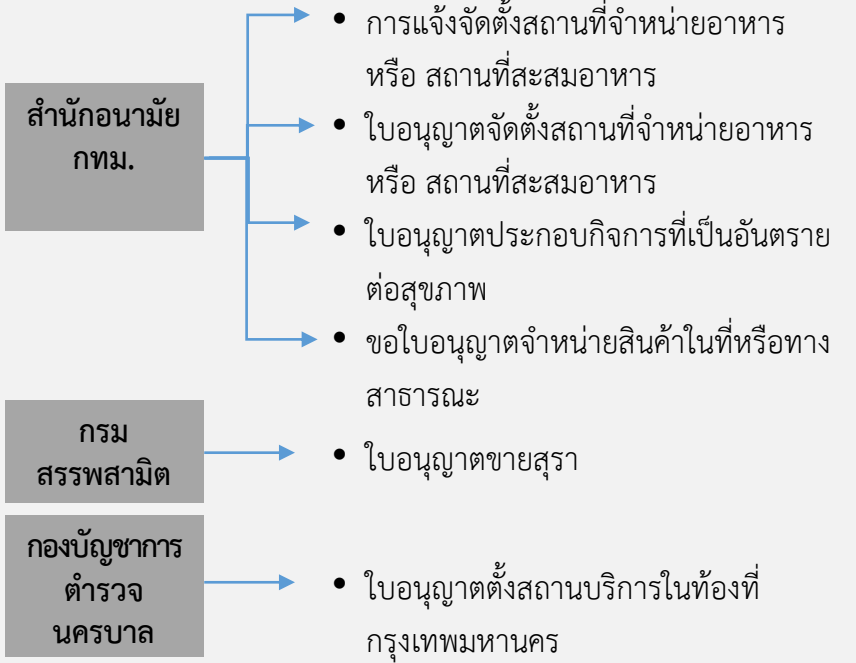 สำนักอนามัย
กทม.
• การแจ้งจัดตั้งสถานที่จำหน่ายอาหาร
หรือ สถานที่สะสมอาหาร
• ใบอนุญาตจัดตั้งสถานที่จำหน่ายอาหาร
หรือ สถานที่สะสมอาหาร
• ใบอนุญาตประกอบกิจการที่เป็นอันตราย
ต่อสุขภาพ
• ขอใบอนุญาตจำหน่ายสินค้าในที่หรือทาง
สาธารณะ
กรม
สรรพสามิต
• ใบอนุญาตขายสุรา
กองบัญชาการ
ตำรวจ
นครบาล
• ใบอนุญาตตั้งสถานบริการในท้องที่
กรุงเทพมหานคร